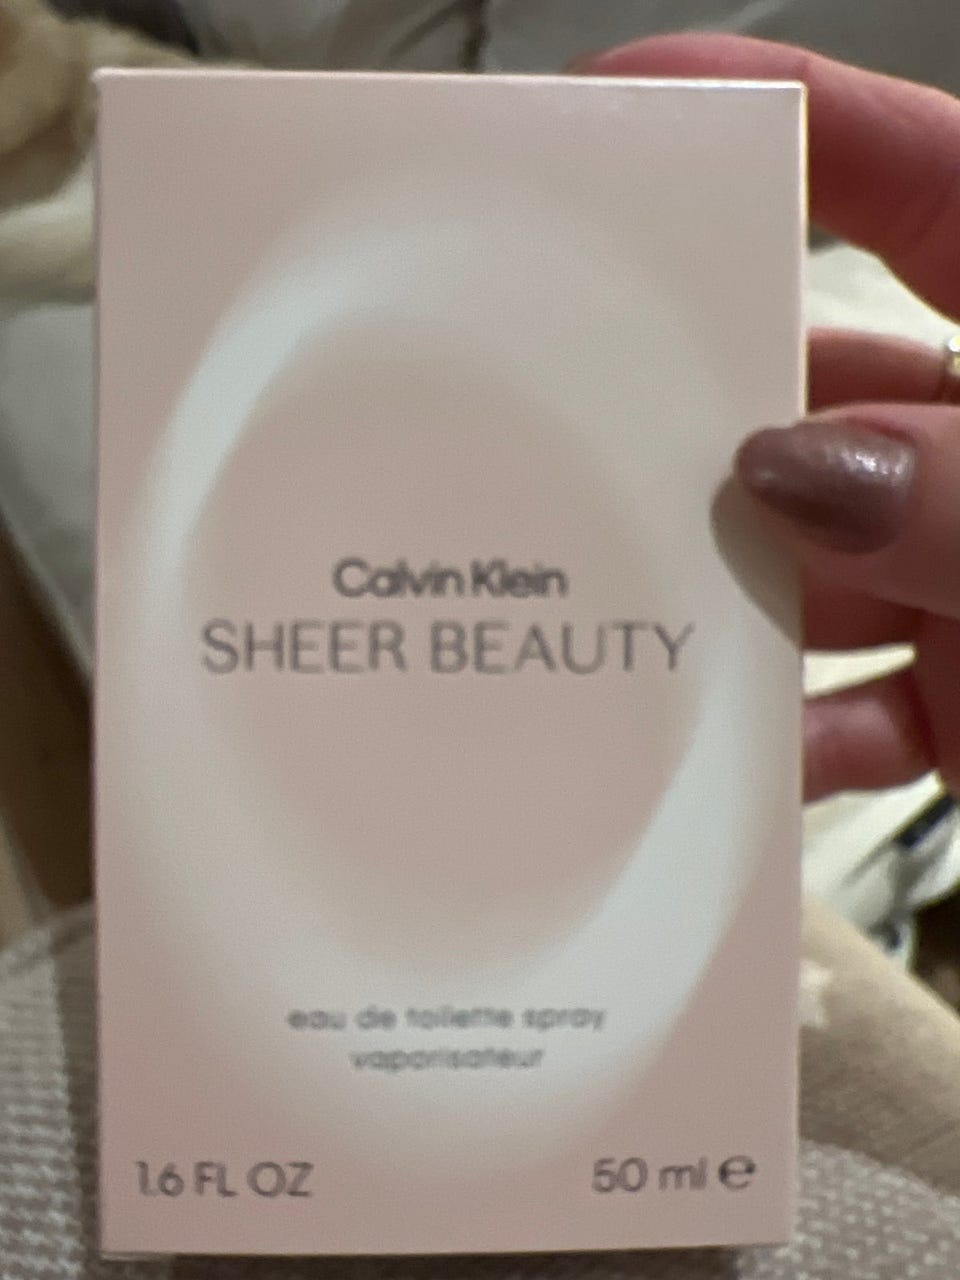 Calvin Klein
SHEER BEAUTY
eau de toilette spray
vaporisateur
1.6 FL OZ 50 ml e